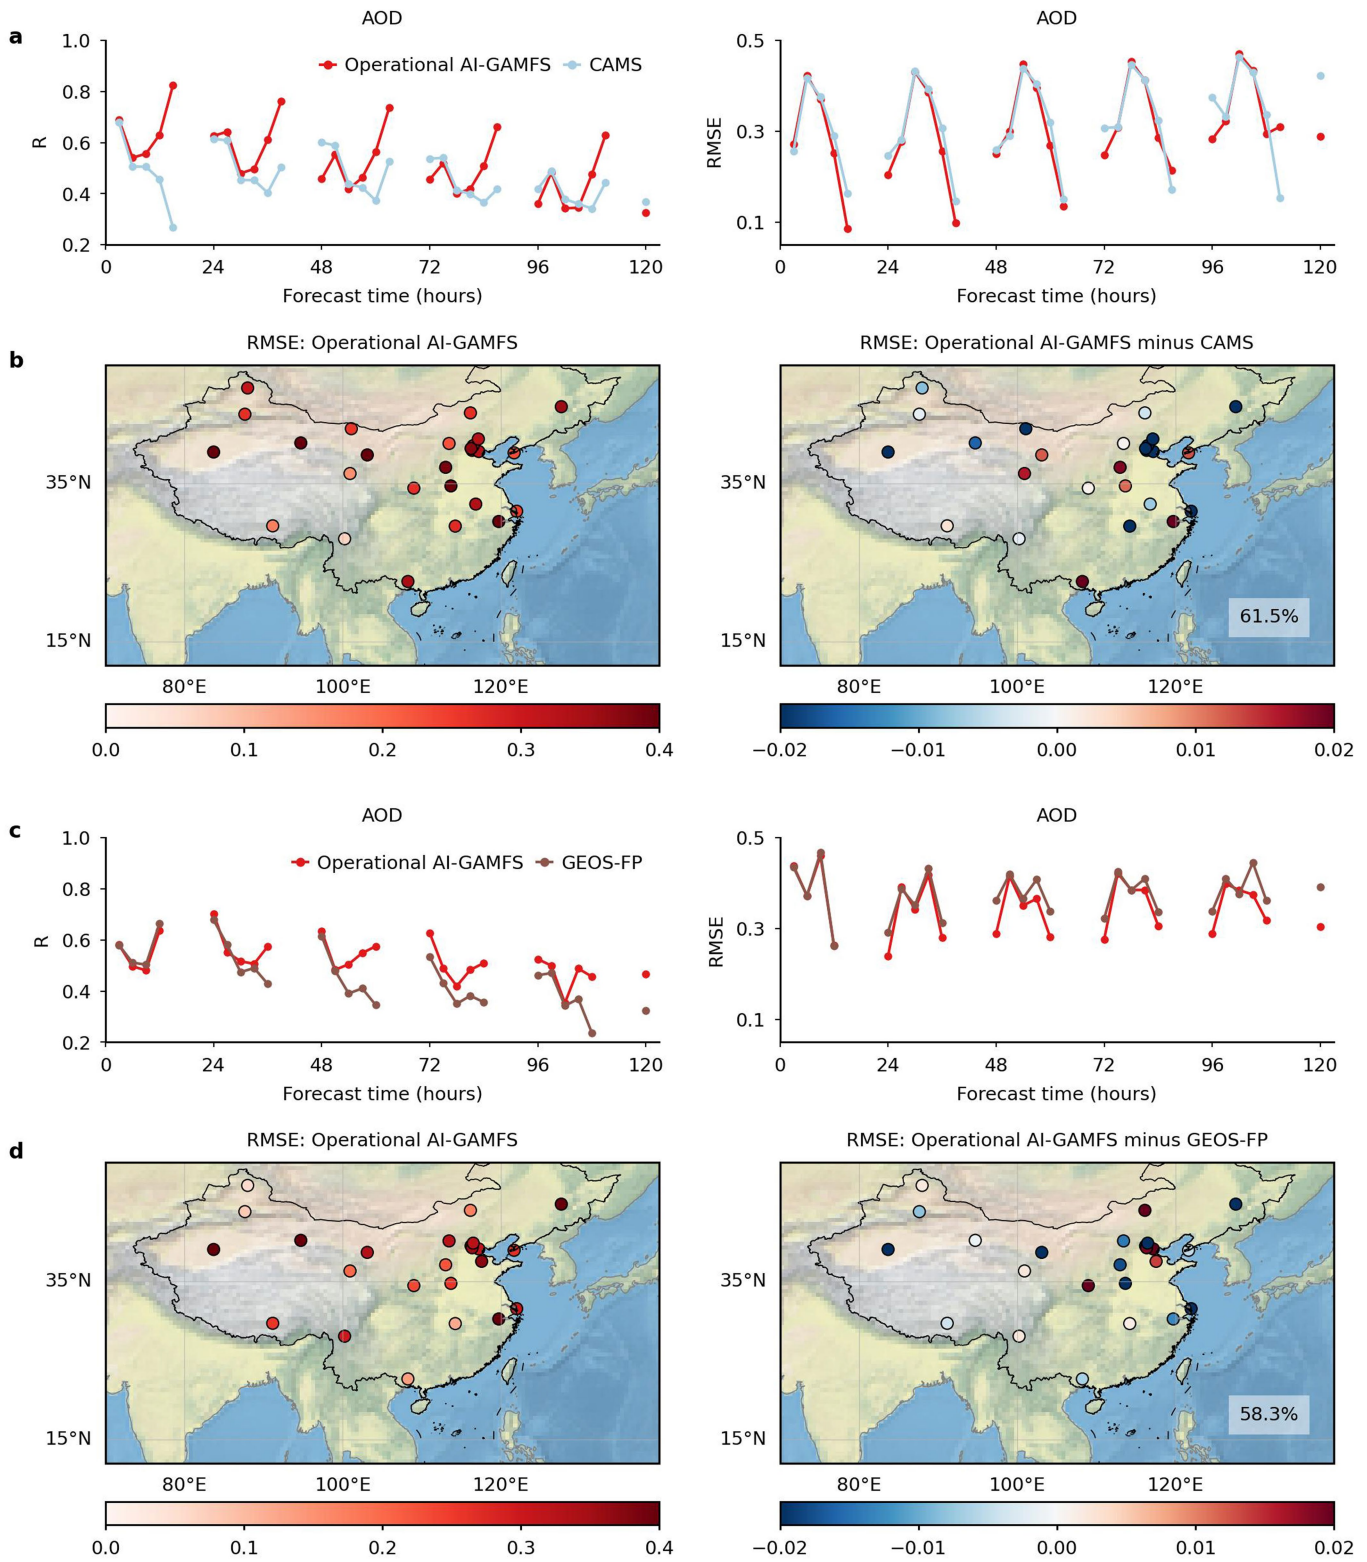 a
AOD
AOD
1.0
0.8
0.6
0.4
0.2
R
Operational AI-GAMFS
CAMS
0 24 48 72 96 120
Forecast time (hours)
0.5
0.3
0.1
RMSE
0 24 48 72 96 120
Forecast time (hours)
b
RMSE: Operational AI-GAMFS
35°N
15°N
80°E 100°E 120°E
0.0 0.1 0.2 0.3 0.4
RMSE: Operational AI-GAMFS minus CAMS
61.5%
80°E 100°E 120°E
−0.02 −0.01 0.00 0.01 0.02
c
AOD
AOD
1.0
0.8
0.6
0.4
0.2
R
Operational AI-GAMFS
GEOS-FP
0 24 48 72 96 120
Forecast time (hours)
0.5
0.3
0.1
RMSE
0 24 48 72 96 120
Forecast time (hours)
d
RMSE: Operational AI-GAMFS
35°N
15°N
80°E 100°E 120°E
0.0 0.1 0.2 0.3 0.4
RMSE: Operational AI-GAMFS minus GEOS-FP
58.3%
80°E 100°E 120°E
−0.02 −0.01 0.00 0.01 0.02